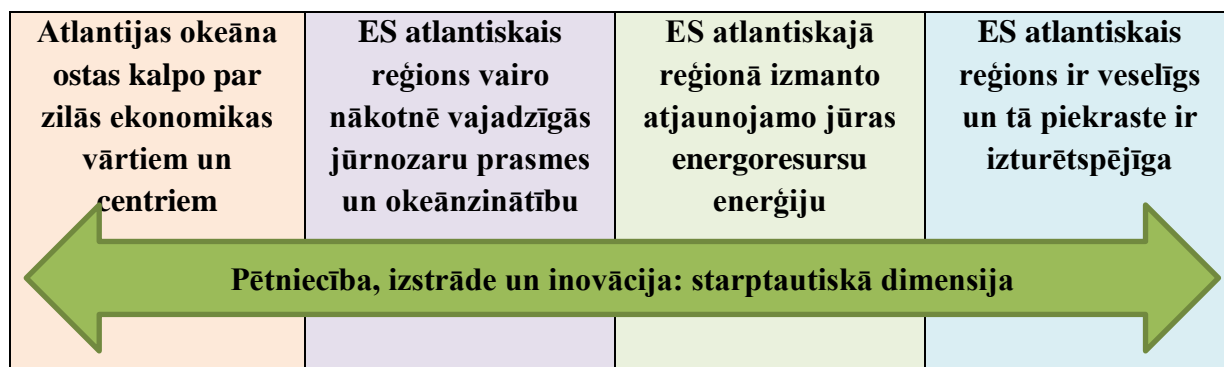 Atlantijas okeāna
ostas kalpo par
zilās ekonomikas
vārtiem un
centriem
ES atlantiskais
reģions vairo
nākotnē vajadzīgās
jūrnozaru prasmes
un okeānzinātību
ES atlantiskajā
reģionā izmanto
atjaunojamo jūras
energoresursu
enerģiju
ES atlantiskais
reģions ir veselīgs
un tā piekraste ir
izturētspējīga
Pētniecība, izstrāde un inovācija: starptautiskā dimensija